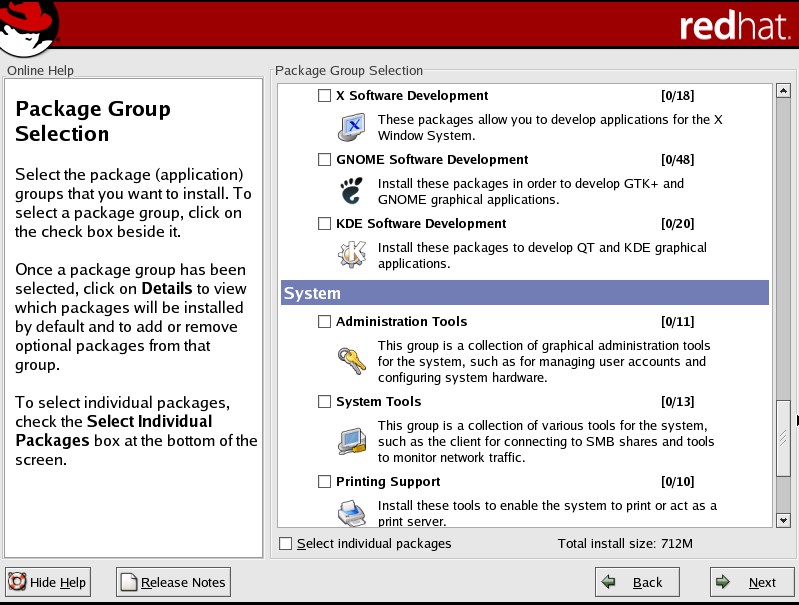 redhat.
Online Help
Package Group
Selection
Select the package (application)
groups that you want to install. To
select a package group, click on
the check box beside it.
Once a package group has been
selected, click on Details to view
which packages will be installed
by default and to add or remove
optional packages from that
group.
To select individual packages,
check the Select Individual
Packages box at the bottom of the
screen.
Package Group Selection
X Software Development [0/18]
These packages allow you to develop applications for the X
Window System.
GNOME Software Development [0/48]
Install these packages in order to develop GTK+ and
GNOME graphical applications.
KDE Software Development [0/20]
Install these packages to develop QT and KDE graphical
applications.
System
Administration Tools [0/11]
This group is a collection of graphical administration tools
for the system, such as for managing user accounts and
configuring system hardware.
System Tools [0/13]
This group is a collection of various tools for the system,
such as the client for connecting to SMB shares and tools
to monitor network traffic.
Printing Support [0/10]
Install these tools to enable the system to print or act as a
print server.
Select individual packages Total install size: 712M
Hide Help Release Notes Back Next